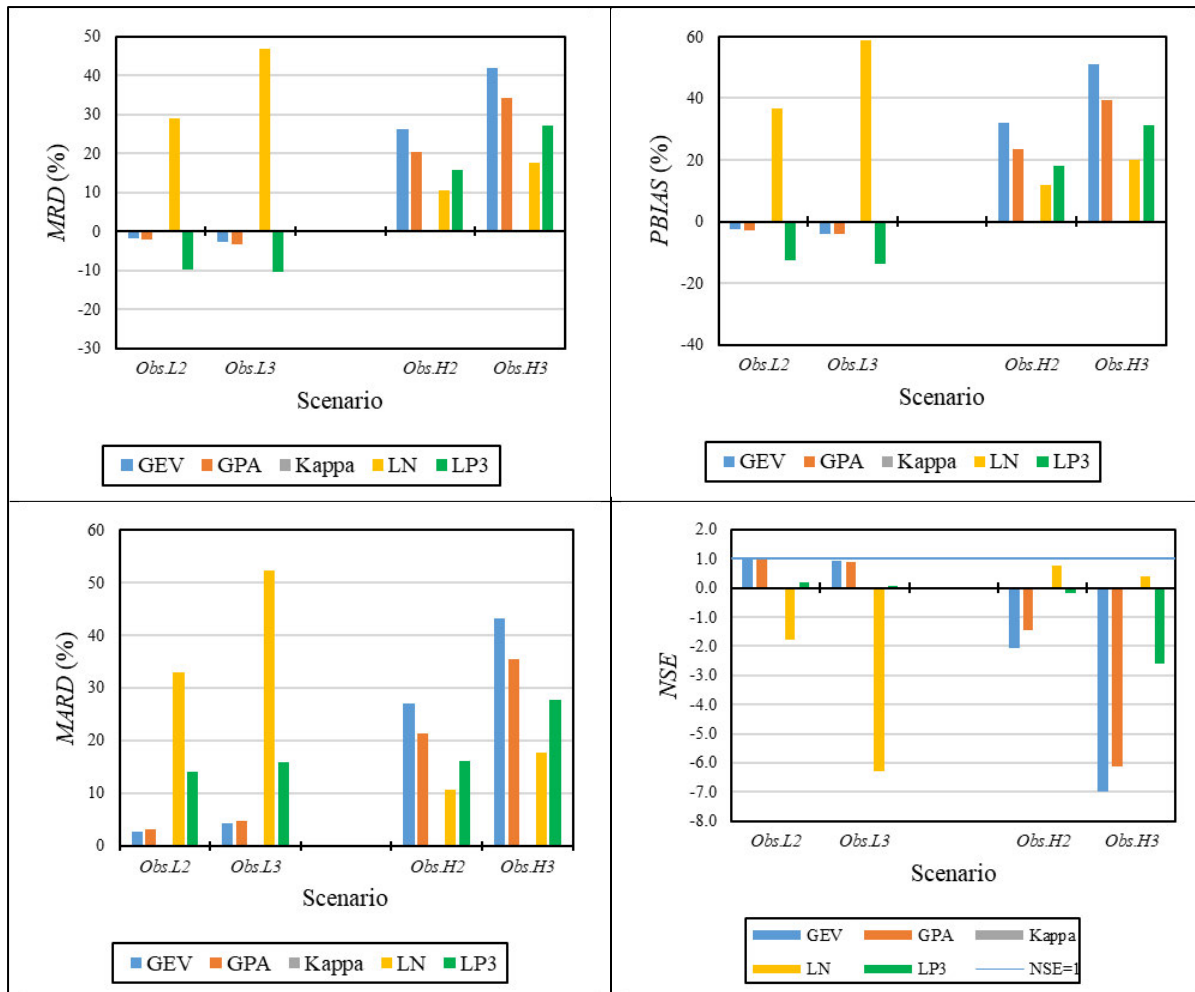 MRD (%)
50
40
30
20
10
0
-10
-20
-30
Obs.L2 Obs.L3 Obs.H2 Obs.H3
Scenario
GEV GPA Kappa LN LP3
PBIAS (%)
60
40
20
0
-20
-40
Obs.L2 Obs.L3 Obs.H2 Obs.H3
Scenario
GEV GPA Kappa LN LP3
MARD (%)
60
50
40
30
20
10
0
Obs.L2 Obs.L3 Obs.H2 Obs.H3
Scenario
GEV GPA Kappa LN LP3
NSE
2.0
1.0
0.0
-1.0
-2.0
-3.0
-4.0
-5.0
-6.0
-7.0
-8.0
Obs.L2 Obs.L3 Obs.H2 Obs.H3
Scenario
GEV GPA Kappa
LN LP3 NSE=1